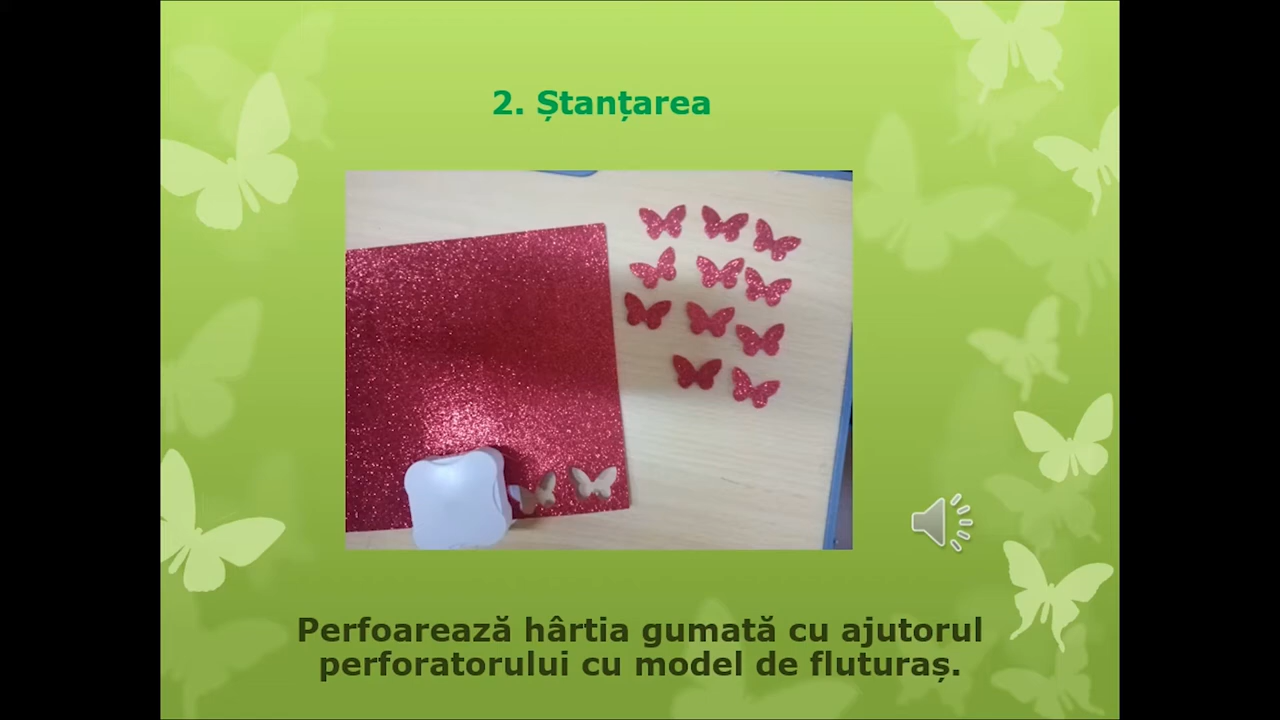 2. Ștanțarea
Perfoarează hârtia gumată cu ajutorul
perforatorului cu model de fluturaș.